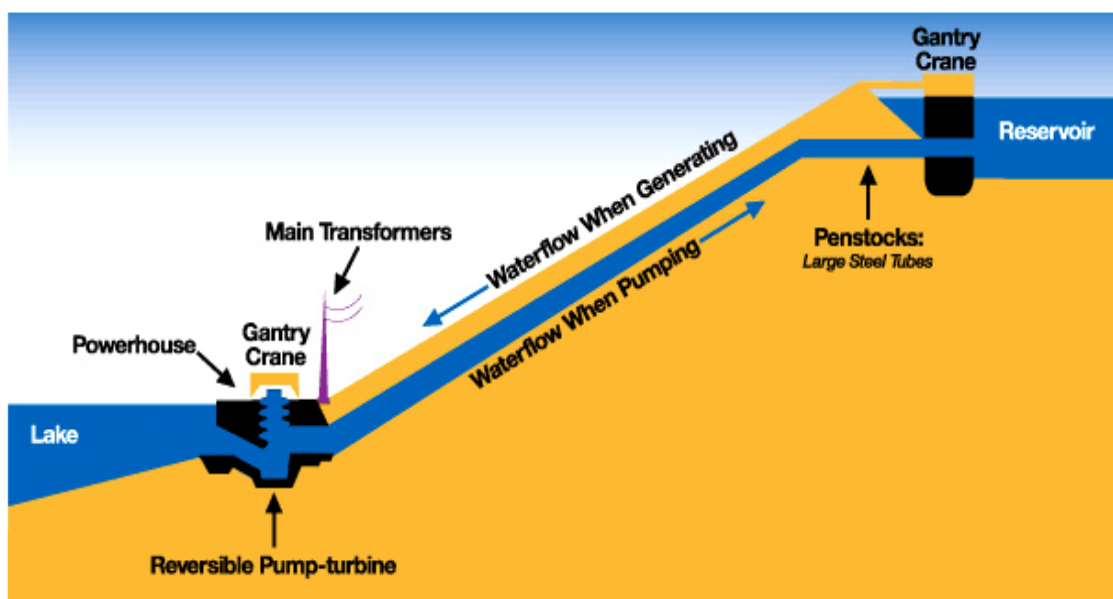 Gantry
Crane
Reservoir
Waterflow When Generating
Main Transformers
Penstocks:
Large Steel Tubes
Waterflow When Pumping
Gantry
Crane
Powerhouse
Lake
Reversible Pump-turbine